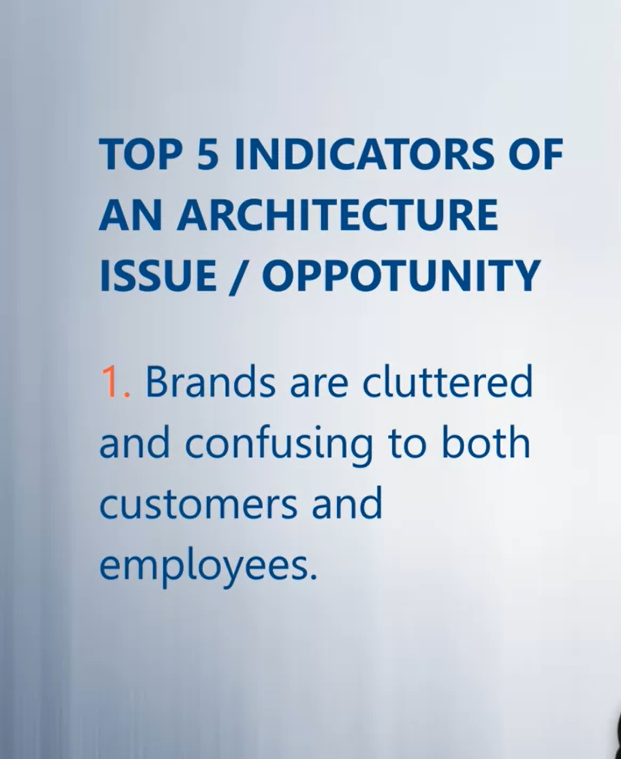 TOP 5 INDICATORS OF
AN ARCHITECTURE
ISSUE / OPPOTUNITY
1. Brands are cluttered
and confusing to both
customers and
employees.